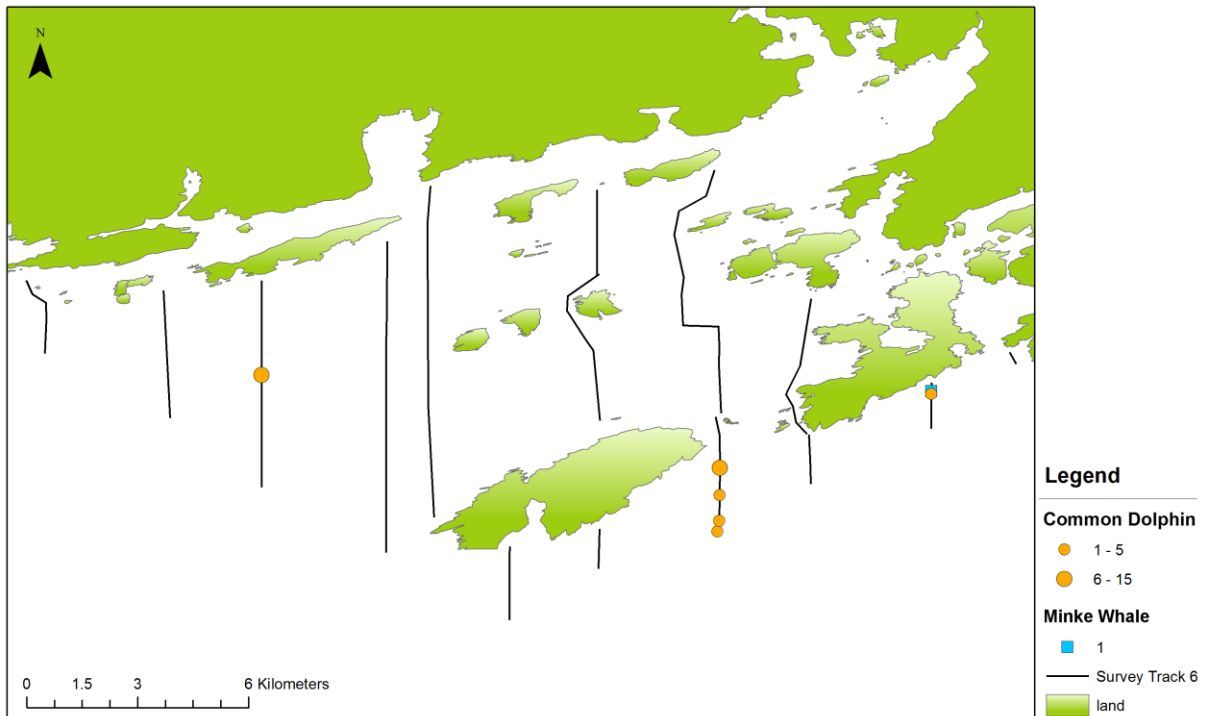 N
0 1.5 3 6 Kilometers
Legend
Common Dolphin
1 - 5
6 - 15
Minke Whale
1
Survey Track 6
land